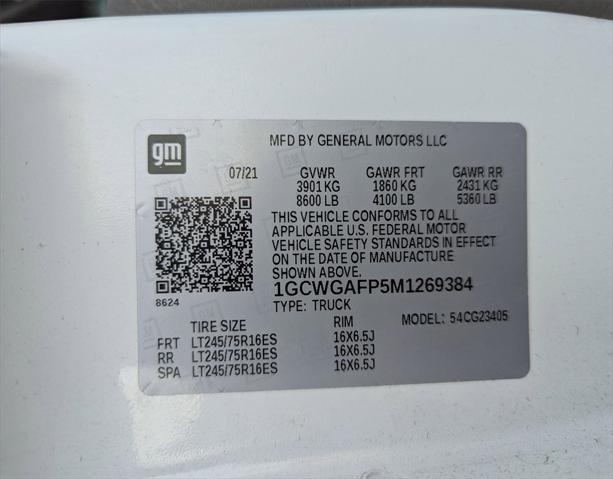 gm
MFD BY GENERAL MOTORS LLC
07/21 GVWR GAWR FRT GAWR RR
3901 KG 1860 KG 2431 KG
8600 LB 4100 LB 5360 LB
THIS VEHICLE CONFORMS TO ALL
APPLICABLE U.S. FEDERAL MOTOR
VEHICLE SAFETY STANDARDS IN EFFECT
ON THE DATE OF MANUFACTURE
SHOWN ABOVE.
8624
1GCWGAFP5M1269384
TYPE: TRUCK
MODEL: 54CG23405
TIRE SIZE RIM
FRT LT245/75R16ES 16X6.5J
RR LT245/75R16ES 16X6.5J
SPA LT245/75R16ES 16X6.5J